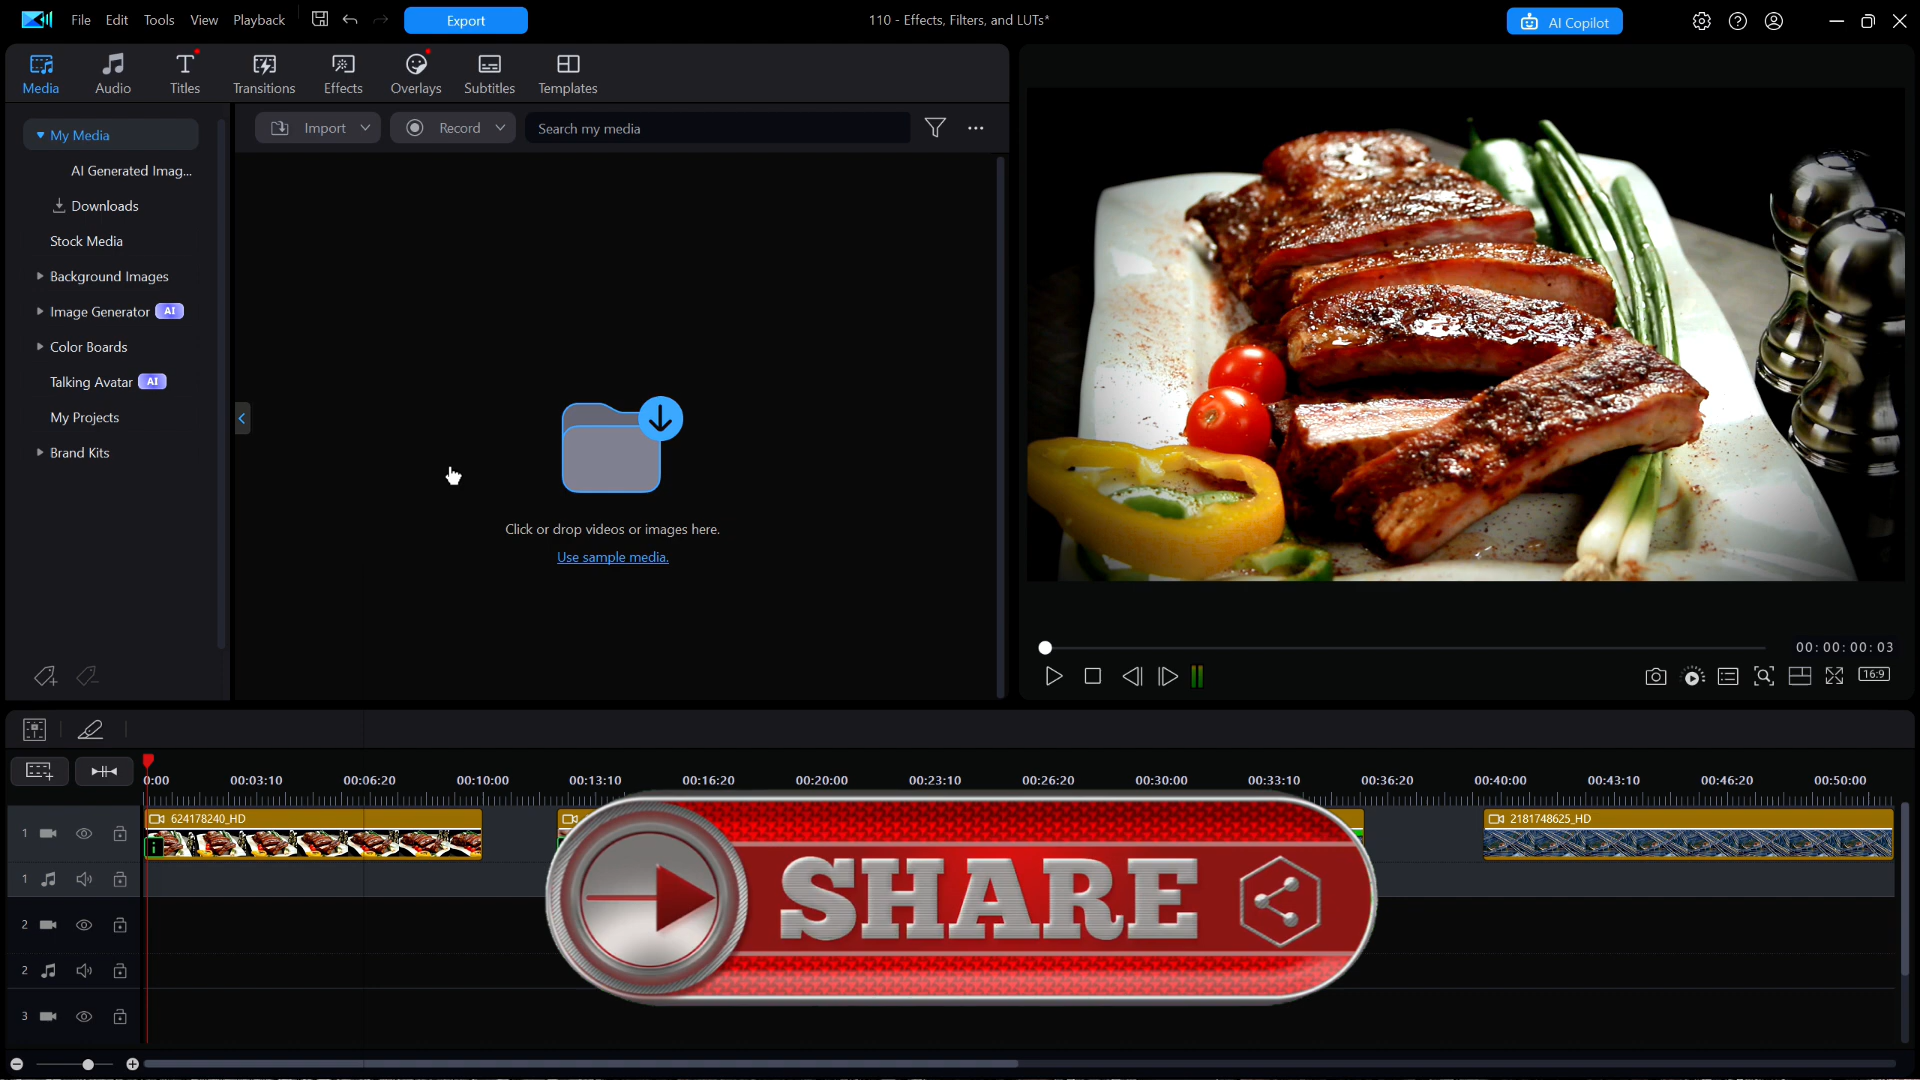 File Edit Tools View Playback Export 110 - Effects, Filters, and LUTs* AI Copilot
Media Audio Titles Transitions Effects Overlays Subtitles Templates
My Media
Import Record Search my media
AI Generated Imag...
Downloads
Stock Media
Background Images
Image Generator AI
Color Boards
Talking Avatar AI
My Projects
Brand Kits
Click or drop videos or images here.
Use sample media.
00:00:00:03
16:9
0:00 00:03:10 00:06:20 00:10:00 00:13:10 00:16:20 00:20:00 00:23:10 00:26:20 00:30:00 00:33:10 00:36:20 00:40:00 00:43:10 00:46:20 00:50:00
1 624178240_HD 2181748625_HD
i
1
SHARE
2
2
3